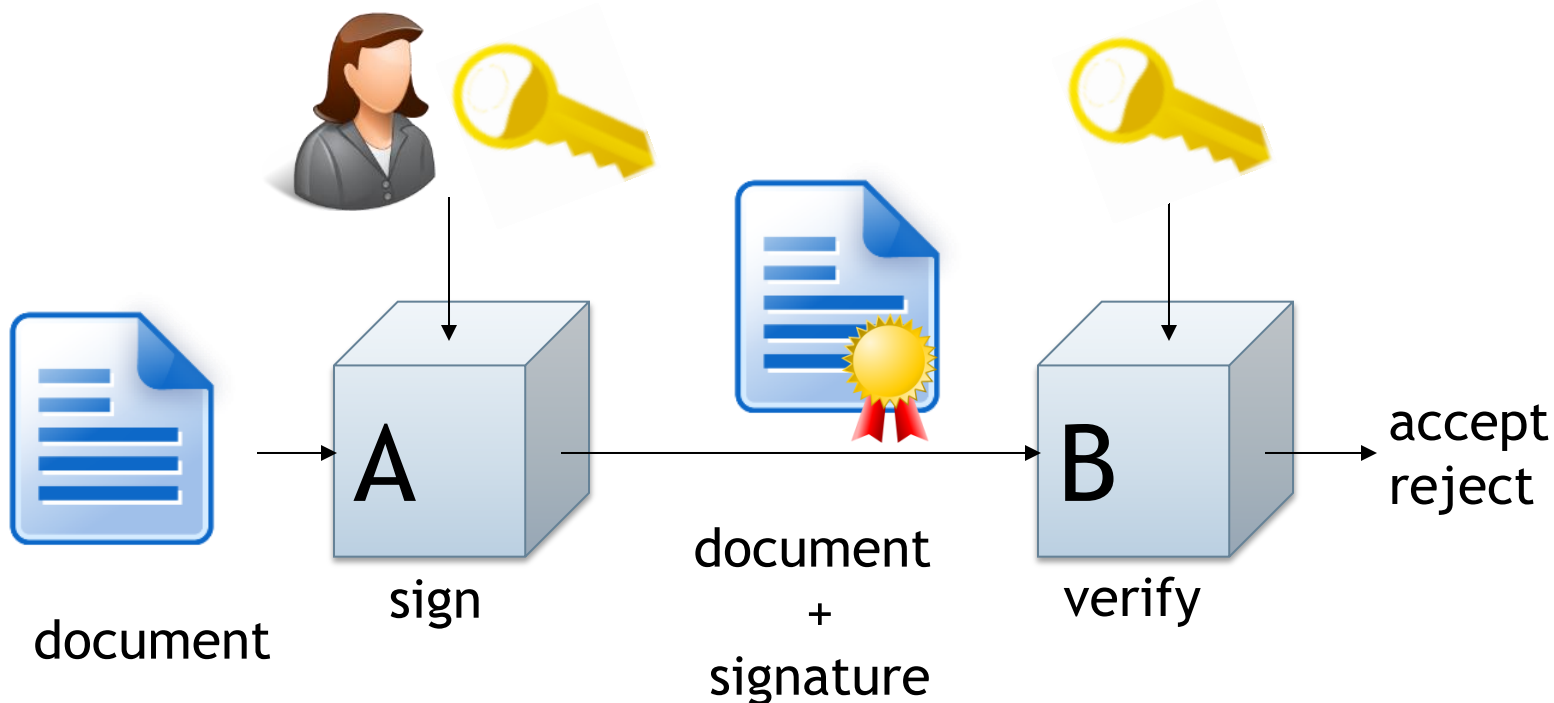 document
A
sign
document
+
signature
B
verify
accept
reject